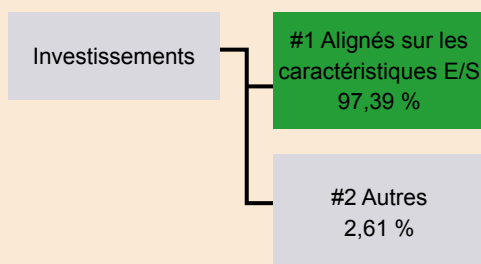 Investissements
#1 Alignés sur les
caractéristiques E/S
97,39 %
#2 Autres
2,61 %